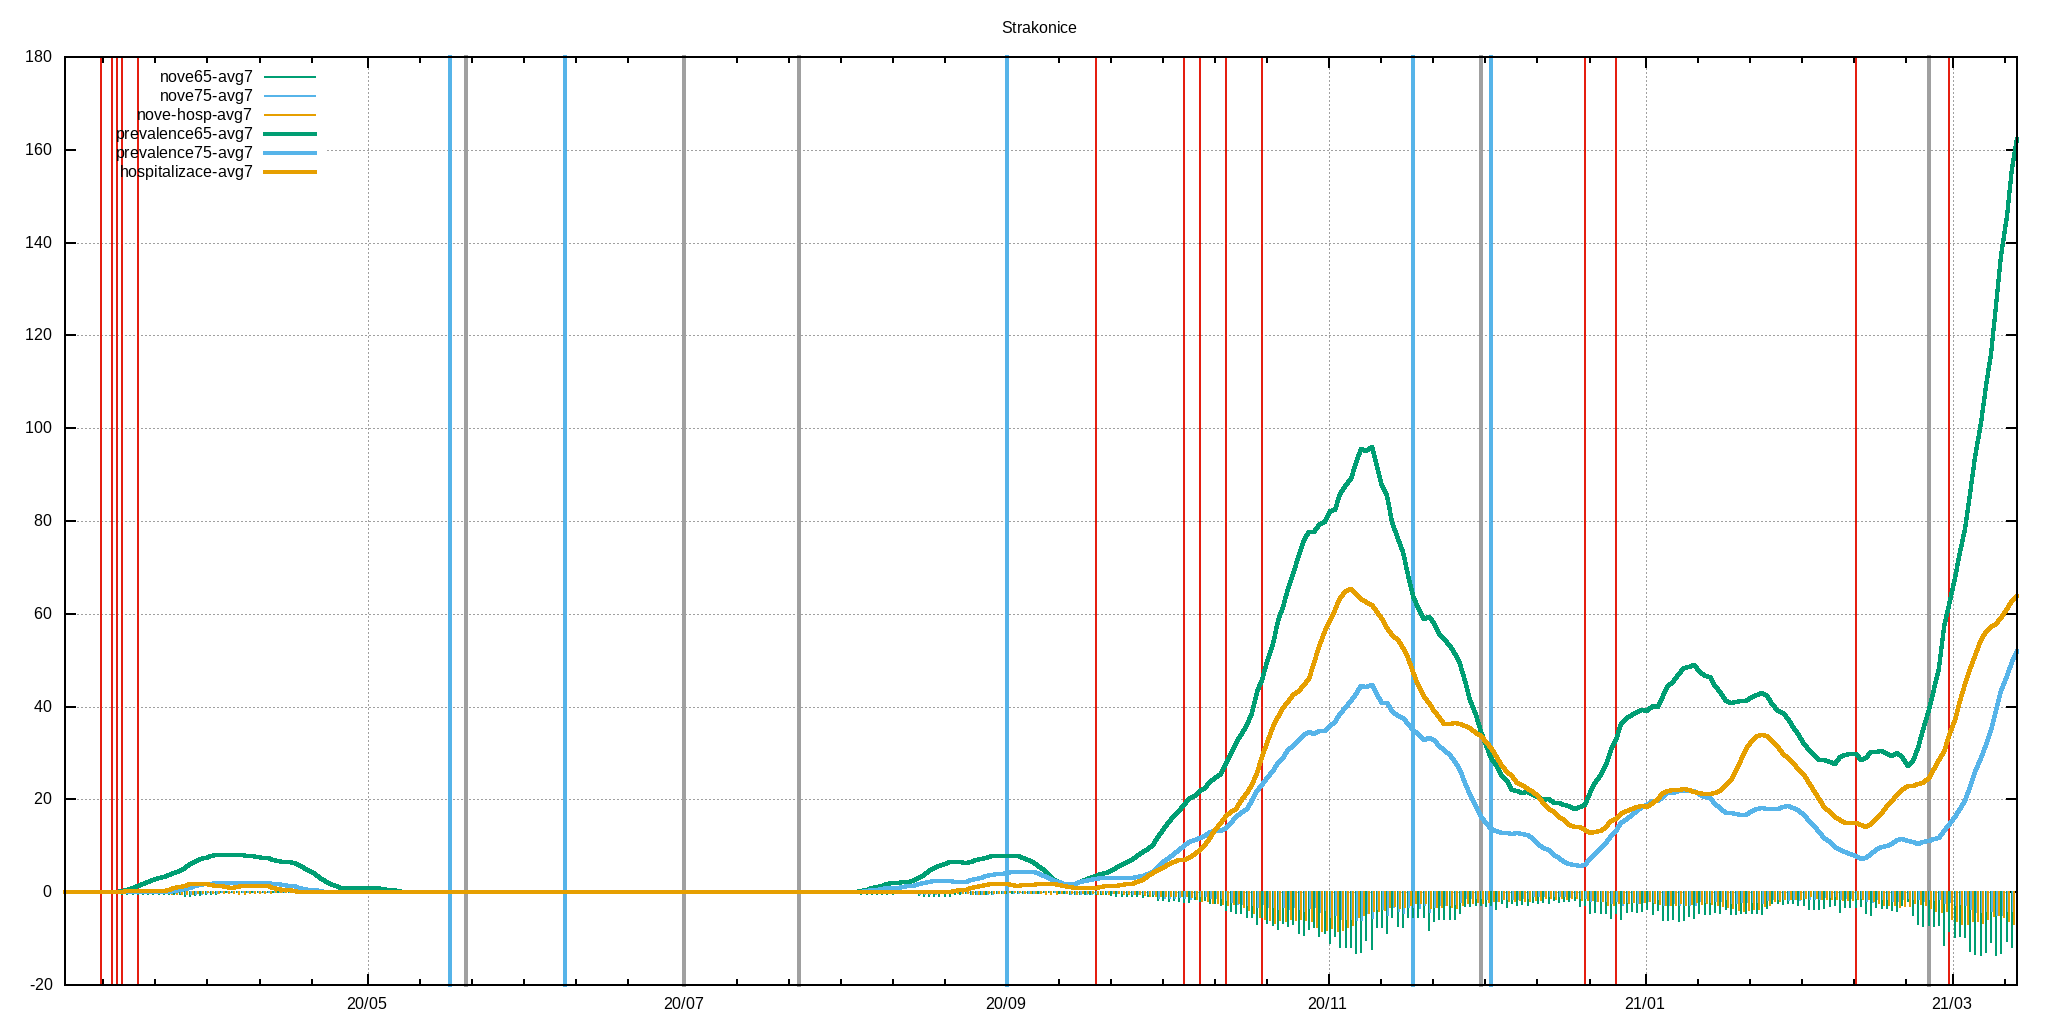 Strakonice
180
nove65-avg7
nove75-avg7
nove-hosp-avg7
prevalence65-avg7
prevalence75-avg7
hospitalizace-avg7
160
140
120
100
80
60
40
20
0
-20
20/05 20/07 20/09 20/11 21/01 21/03